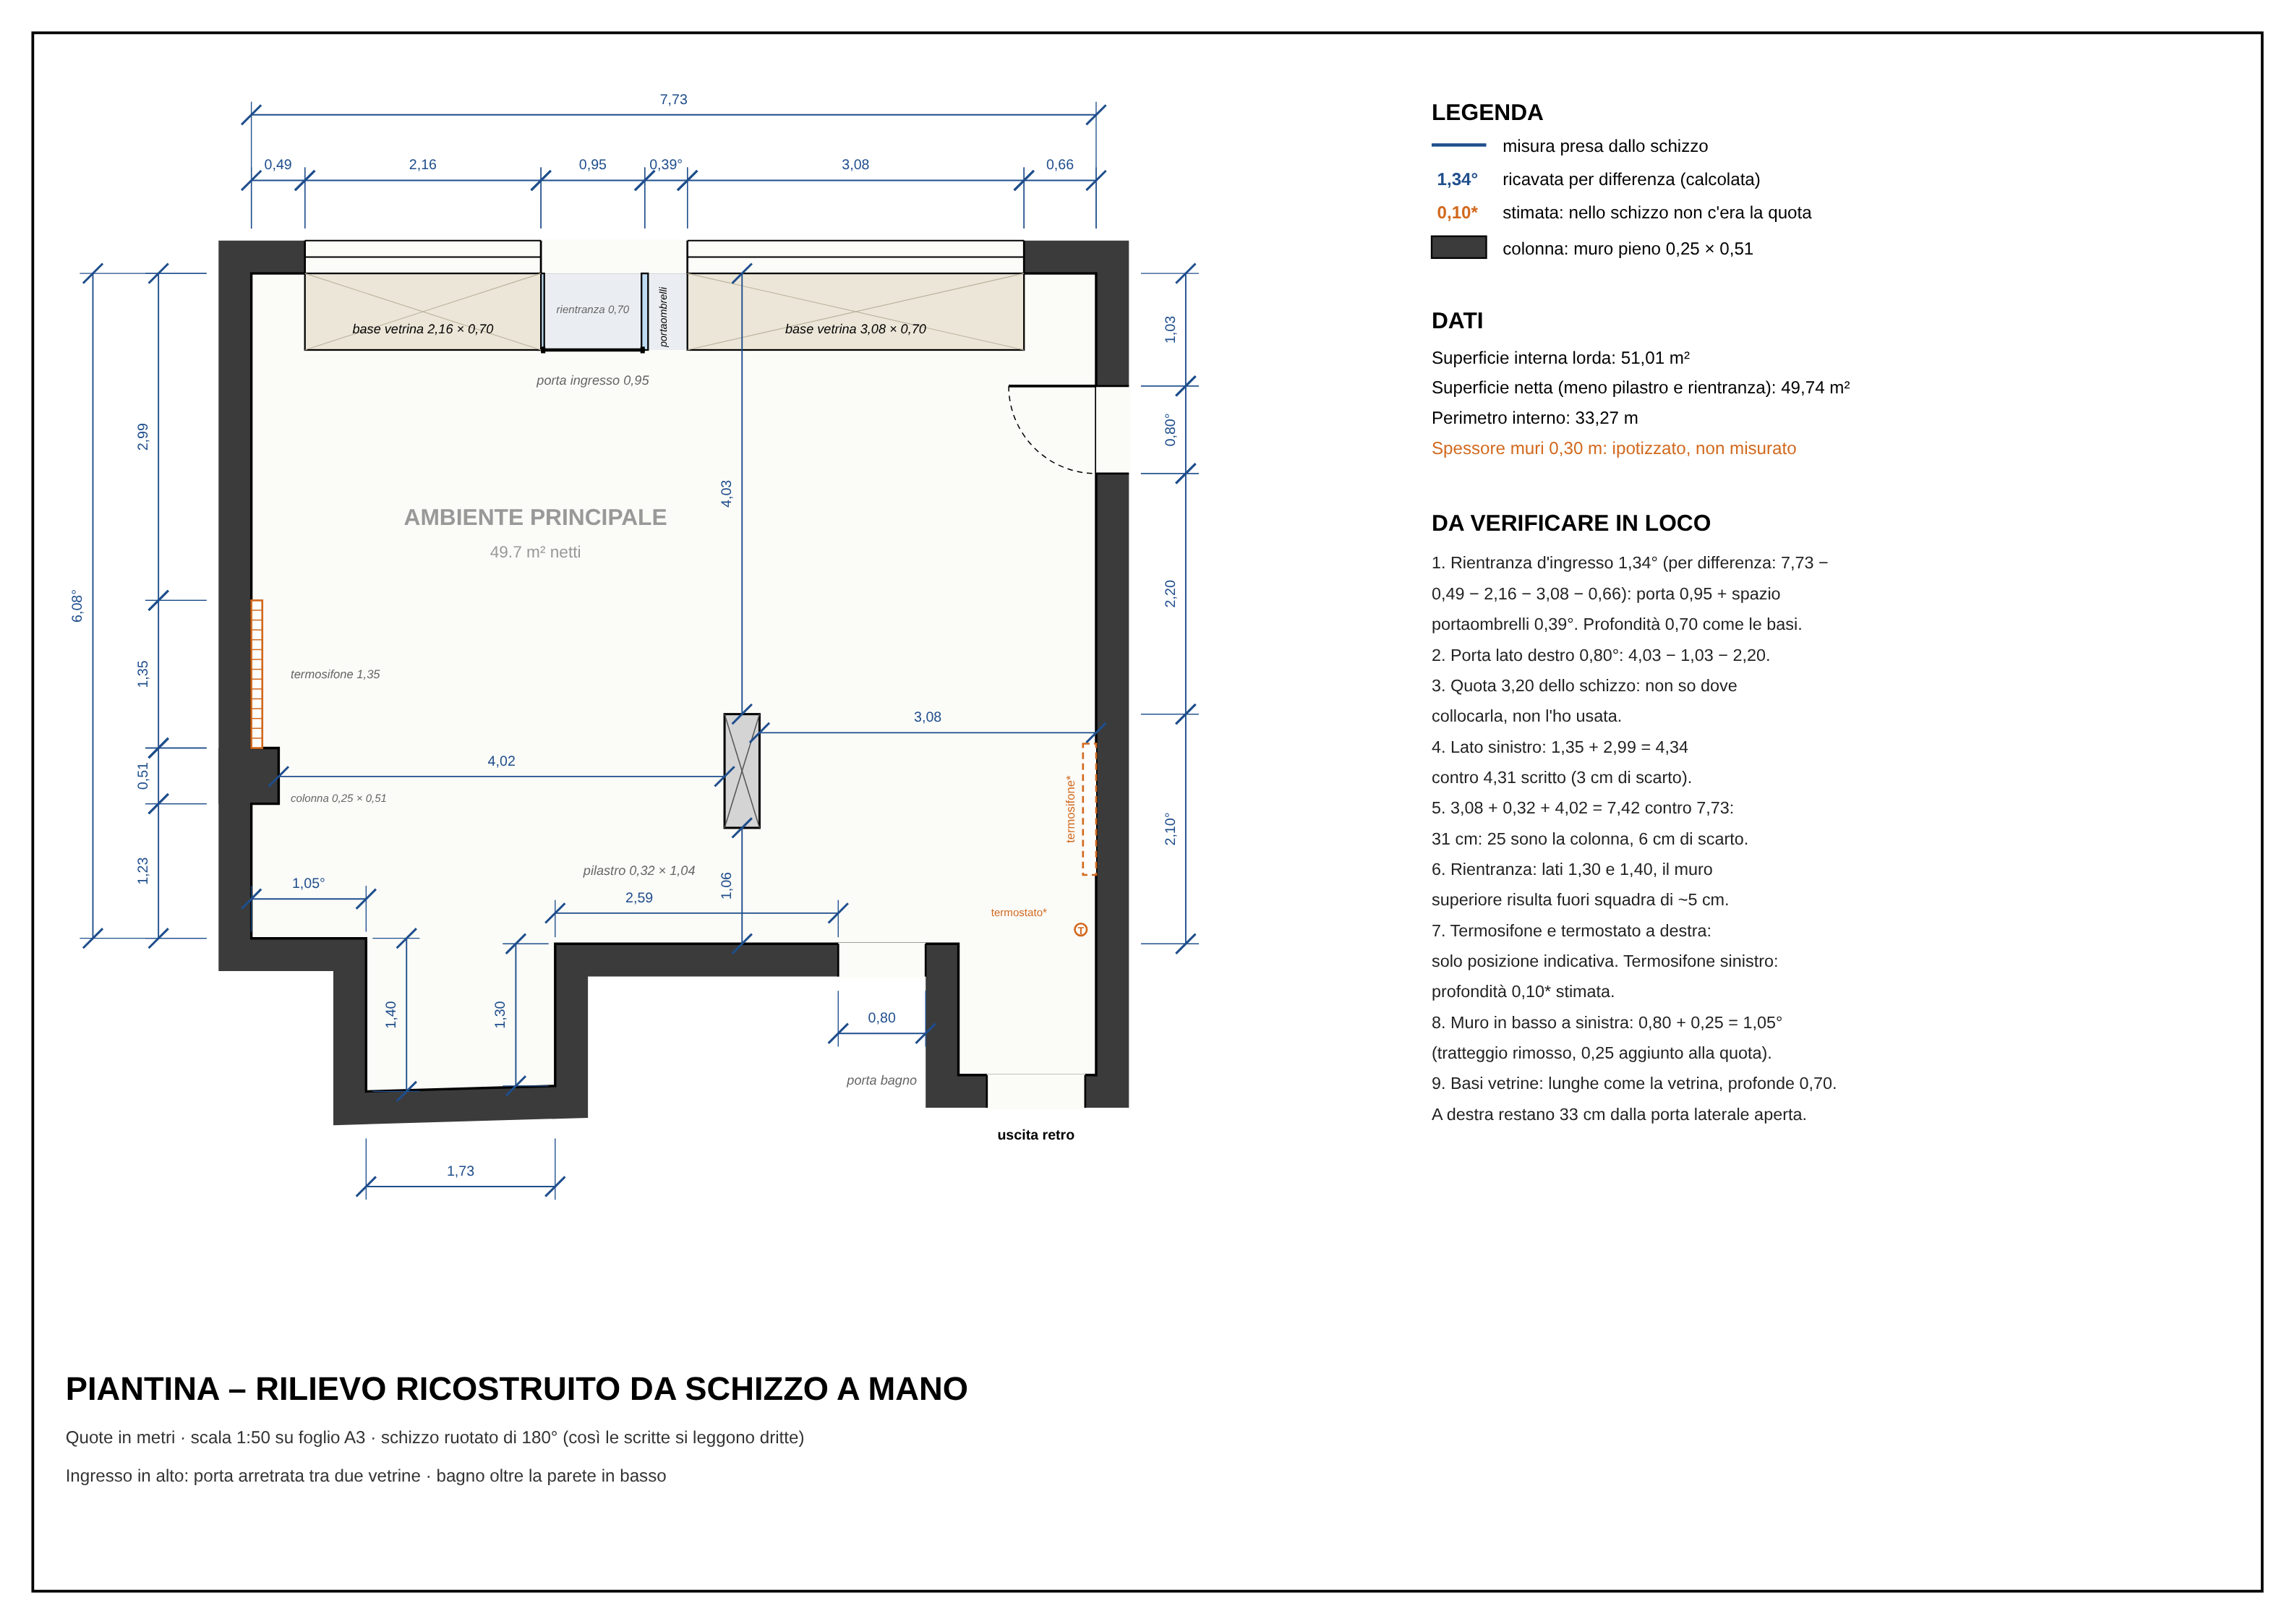 7,73
0,49 2,16 0,95 0,39° 3,08 0,66
base vetrina 2,16 × 0,70
rientranza 0,70
portaombrelli
base vetrina 3,08 × 0,70
porta ingresso 0,95
1,03
0,80°
2,99
4,03
AMBIENTE PRINCIPALE
49.7 m² netti
6,08°
2,20
1,35
termosifone 1,35
3,08
4,02
0,51
colonna 0,25 × 0,51
termosifone*
2,10°
1,23
pilastro 0,32 × 1,04
1,05°
2,59
1,06
termostato*
T
1,40
1,30
0,80
porta bagno
uscita retro
1,73
LEGENDA
misura presa dallo schizzo
1,34° ricavata per differenza (calcolata)
0,10* stimata: nello schizzo non c'era la quota
colonna: muro pieno 0,25 × 0,51
DATI
Superficie interna lorda: 51,01 m²
Superficie netta (meno pilastro e rientranza): 49,74 m²
Perimetro interno: 33,27 m
Spessore muri 0,30 m: ipotizzato, non misurato
DA VERIFICARE IN LOCO
1. Rientranza d'ingresso 1,34° (per differenza: 7,73 −
0,49 − 2,16 − 3,08 − 0,66): porta 0,95 + spazio
portaombrelli 0,39°. Profondità 0,70 come le basi.
2. Porta lato destro 0,80°: 4,03 − 1,03 − 2,20.
3. Quota 3,20 dello schizzo: non so dove
collocarla, non l'ho usata.
4. Lato sinistro: 1,35 + 2,99 = 4,34
contro 4,31 scritto (3 cm di scarto).
5. 3,08 + 0,32 + 4,02 = 7,42 contro 7,73:
31 cm: 25 sono la colonna, 6 cm di scarto.
6. Rientranza: lati 1,30 e 1,40, il muro
superiore risulta fuori squadra di ~5 cm.
7. Termosifone e termostato a destra:
solo posizione indicativa. Termosifone sinistro:
profondità 0,10* stimata.
8. Muro in basso a sinistra: 0,80 + 0,25 = 1,05°
(tratteggio rimosso, 0,25 aggiunto alla quota).
9. Basi vetrine: lunghe come la vetrina, profonde 0,70.
A destra restano 33 cm dalla porta laterale aperta.
PIANTINA – RILIEVO RICOSTRUITO DA SCHIZZO A MANO
Quote in metri · scala 1:50 su foglio A3 · schizzo ruotato di 180° (così le scritte si leggono dritte)
Ingresso in alto: porta arretrata tra due vetrine · bagno oltre la parete in basso